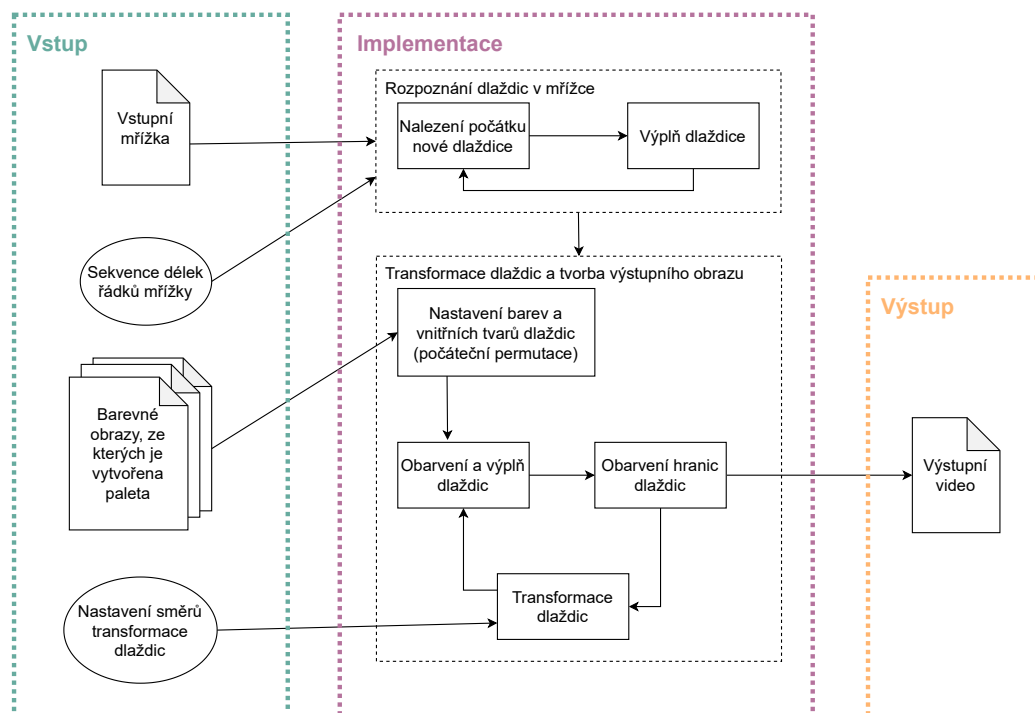 Vstup
Vstupní
mřížka
Sekvence délek
řádků mřížky
Barevné
obrazy, ze
kterých je
vytvořena
paleta
Nastavení směrů
transformace
dlaždic
Implementace
Rozpoznání dlaždic v mřížce
Nalezení počátku
nové dlaždice
Výplň dlaždice
Transformace dlaždic a tvorba výstupního obrazu
Nastavení barev a
vnitřních tvarů dlaždic
(počáteční permutace)
Obarvení a výplň
dlaždic
Obarvení hranic
dlaždic
Transformace
dlaždic
Výstup
Výstupní
video